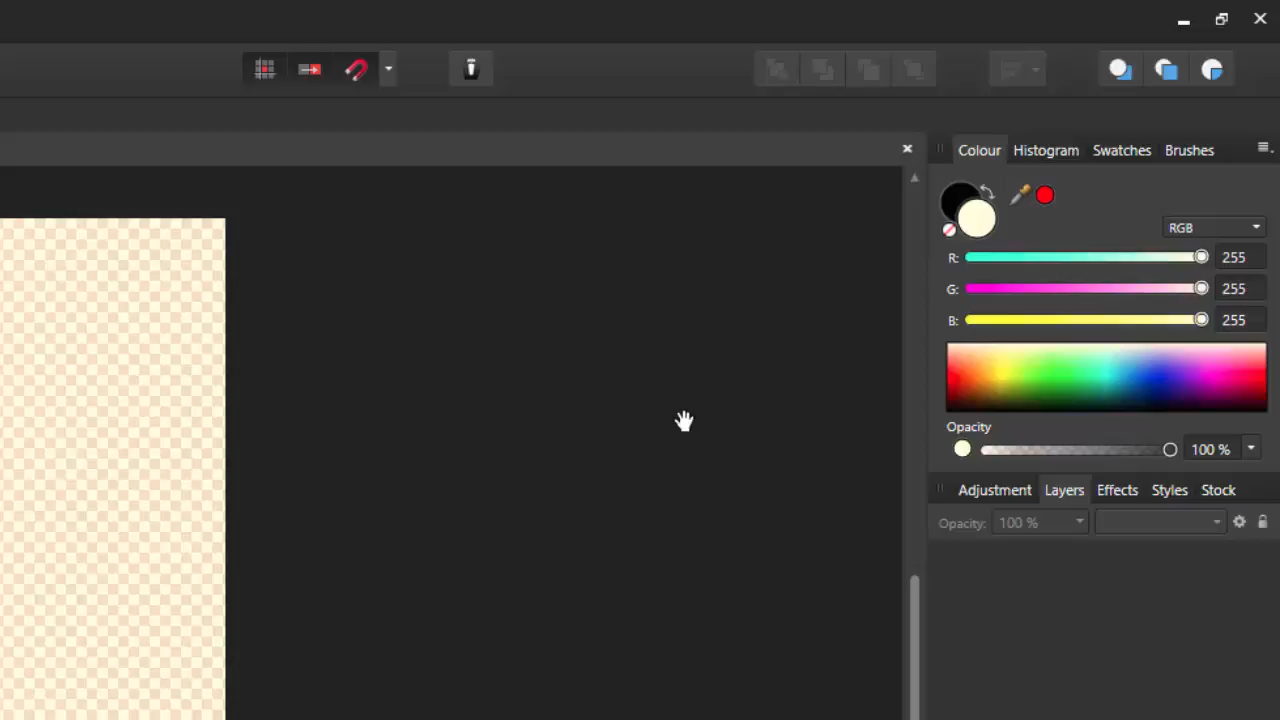 Colour Histogram Swatches Brushes
RGB
R: 255
G: 255
B: 255
Opacity
100 %
Adjustment Layers Effects Styles Stock
Opacity: 100 %